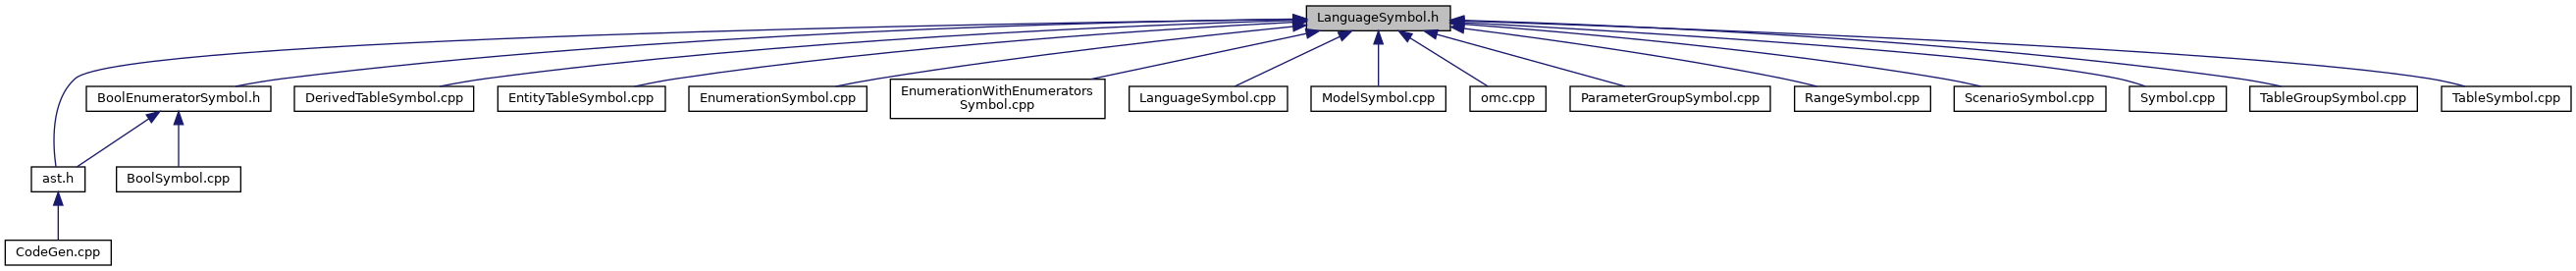 LanguageSymbol.h
BoolEnumeratorSymbol.h
DerivedTableSymbol.cpp
EntityTableSymbol.cpp
EnumerationSymbol.cpp
EnumerationWithEnumerators
Symbol.cpp
LanguageSymbol.cpp
ModelSymbol.cpp
omc.cpp
ParameterGroupSymbol.cpp
RangeSymbol.cpp
ScenarioSymbol.cpp
Symbol.cpp
TableGroupSymbol.cpp
TableSymbol.cpp
ast.h
BoolSymbol.cpp
CodeGen.cpp